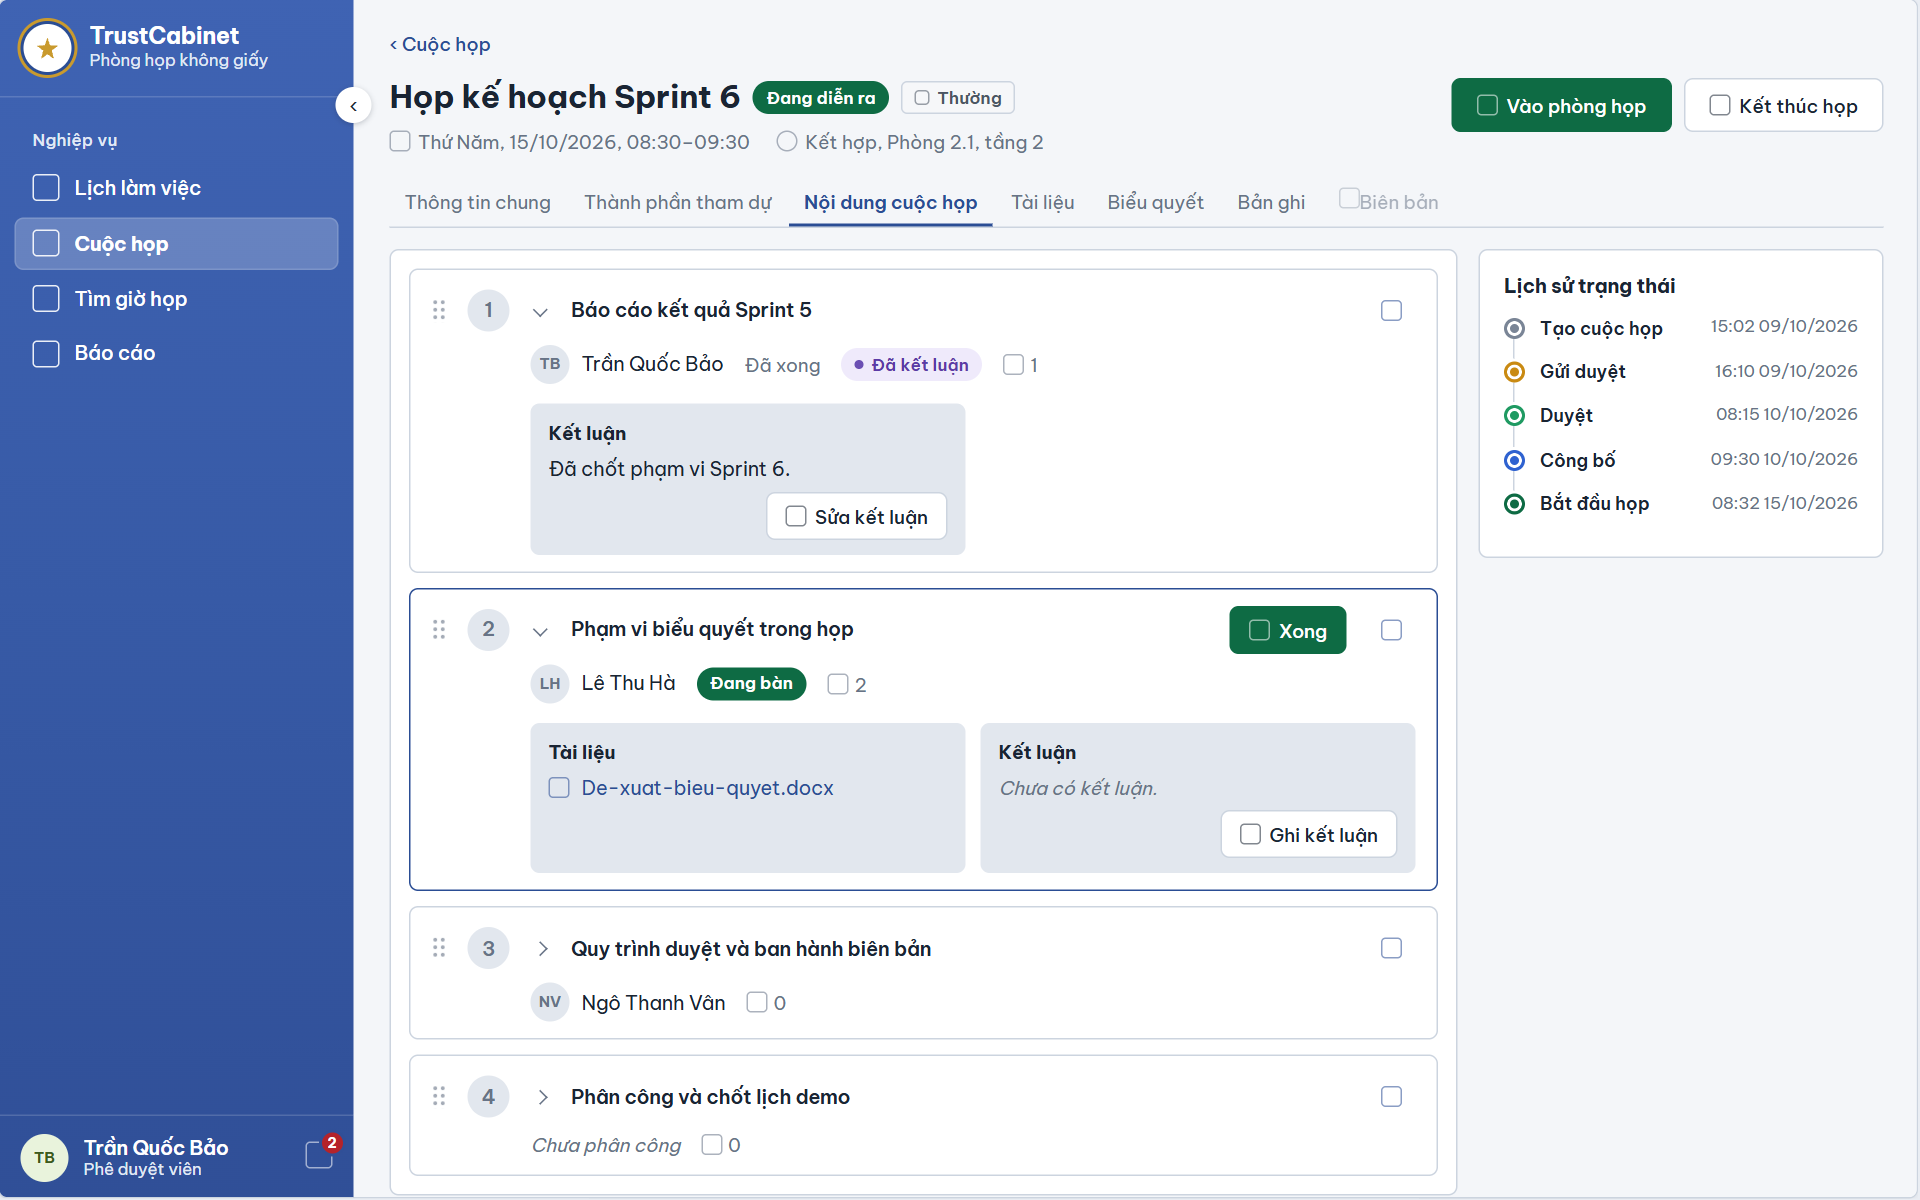 TrustCabinet
Phòng họp không giấy
Nghiệp vụ
Lịch làm việc
Cuộc họp
Tìm giờ họp
Báo cáo
TB
Trần Quốc Bảo
Phê duyệt viên
2
‹ Cuộc họp
Họp kế hoạch Sprint 6
Đang diễn ra
Thường
Vào phòng họp
Kết thúc họp
Thứ Năm, 15/10/2026, 08:30–09:30
Kết hợp, Phòng 2.1, tầng 2
Thông tin chung
Thành phần tham dự
Nội dung cuộc họp
Tài liệu
Biểu quyết
Bản ghi
Biên bản
1
Báo cáo kết quả Sprint 5
TB
Trần Quốc Bảo
Đã xong
Đã kết luận
1
Kết luận
Đã chốt phạm vi Sprint 6.
Sửa kết luận
2
Phạm vi biểu quyết trong họp
Xong
LH
Lê Thu Hà
Đang bàn
2
Tài liệu
De-xuat-bieu-quyet.docx
Kết luận
Chưa có kết luận.
Ghi kết luận
3
Quy trình duyệt và ban hành biên bản
NV
Ngô Thanh Vân
0
4
Phân công và chốt lịch demo
Chưa phân công
0
Lịch sử trạng thái
Tạo cuộc họp 15:02 09/10/2026
Gửi duyệt 16:10 09/10/2026
Duyệt 08:15 10/10/2026
Công bố 09:30 10/10/2026
Bắt đầu họp 08:32 15/10/2026